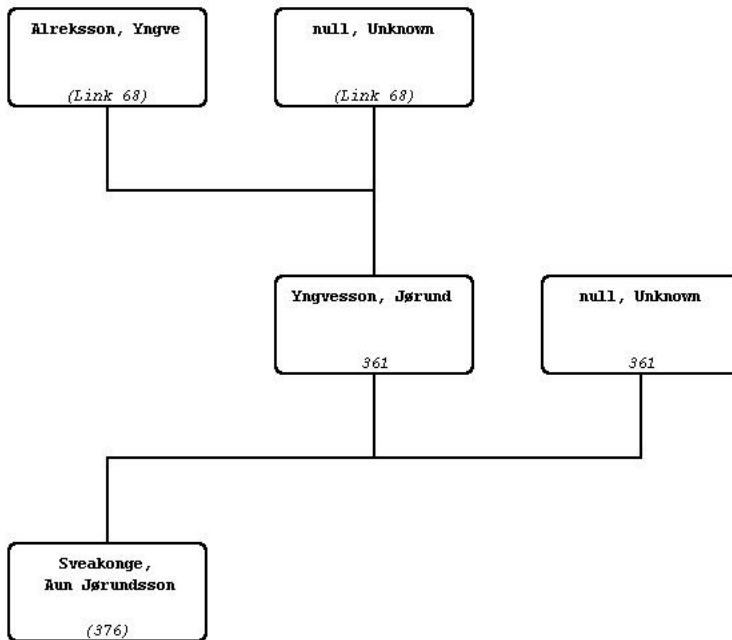 Alreksson, Yngve
(Link 68)
null, Unknown
(Link 68)
Yngvesson, Jørund
361
null, Unknown
361
Sveakonge,
Aun Jørundsson
(376)